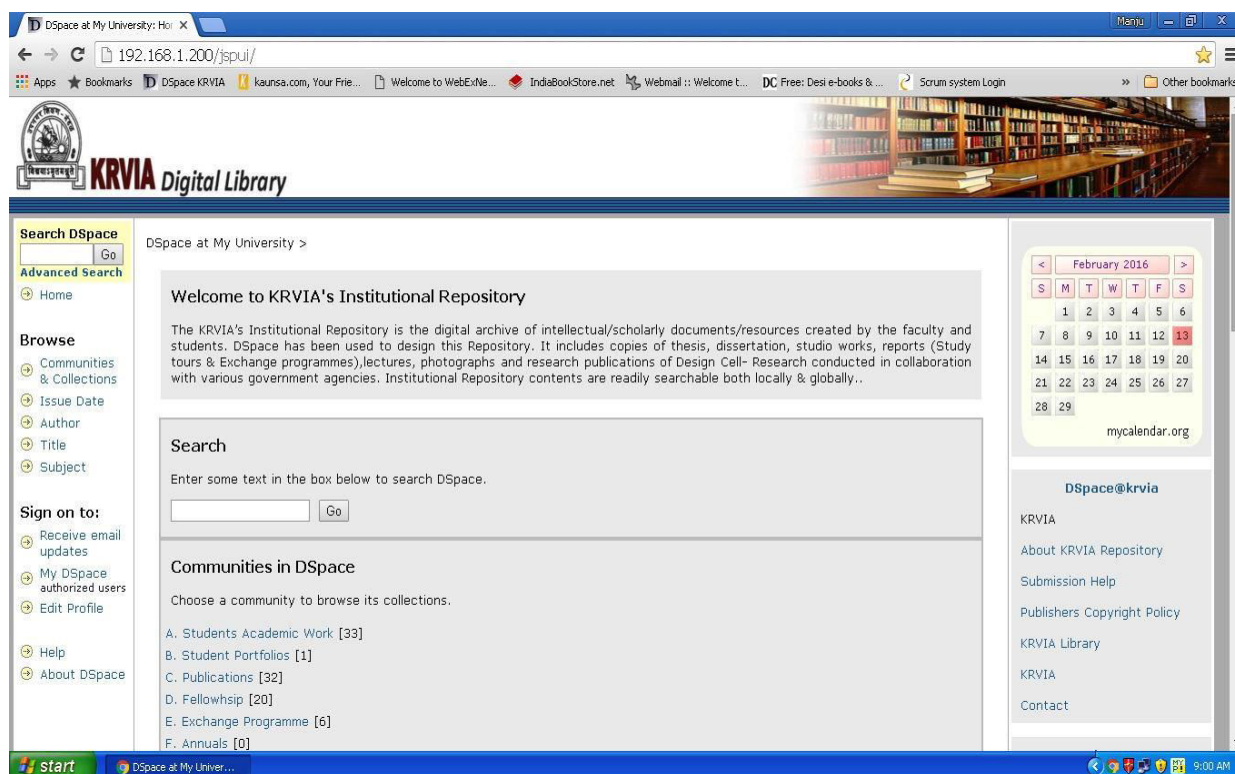 DSpace at My University: Hor
Manju
192.168.1.200/jspui/
Apps Bookmarks DSpace KRVIA kaunsa.com, Your Frie... Welcome to WebExNe... IndiaBookStore.net Webmail :: Welcome t... Free: Desi e-books & ... Scrum system Login » Other bookmarks
KRVIA Digital Library
Search DSpace
Go
Advanced Search
Home
Browse
Communities
& Collections
Issue Date
Author
Title
Subject
Sign on to:
Receive email
updates
My DSpace
authorized users
Edit Profile
Help
About DSpace
DSpace at My University >
Welcome to KRVIA's Institutional Repository
The KRVIA's Institutional Repository is the digital archive of intellectual/scholarly documents/resources created by the faculty and
students. DSpace has been used to design this Repository. It includes copies of thesis, dissertation, studio works, reports (Study
tours & Exchange programmes),lectures, photographs and research publications of Design Cell- Research conducted in collaboration
with various government agencies. Institutional Repository contents are readily searchable both locally & globally..
Search
Enter some text in the box below to search DSpace.
Go
Communities in DSpace
Choose a community to browse its collections.
A. Students Academic Work [33]
B. Student Portfolios [1]
C. Publications [32]
D. Fellowhsip [20]
E. Exchange Programme [6]
F. Annuals [0]
< February 2016 >
S M T W T F S
1 2 3 4 5 6
7 8 9 10 11 12 13
14 15 16 17 18 19 20
21 22 23 24 25 26 27
28 29
mycalendar.org
DSpace@krvia
KRVIA
About KRVIA Repository
Submission Help
Publishers Copyright Policy
KRVIA Library
KRVIA
Contact
start
DSpace at My Univer...
9:00 AM